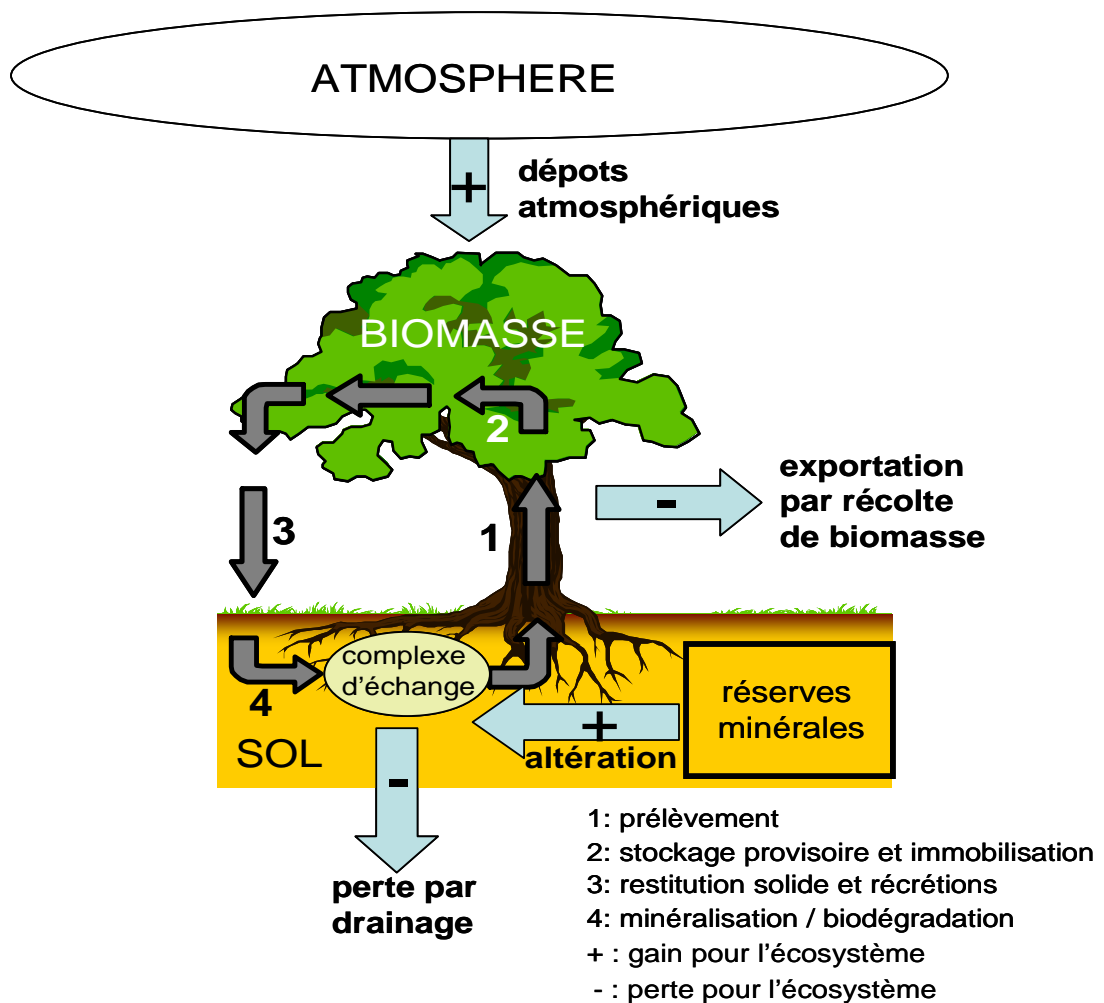 ATMOSPHERE
+
dépots
atmosphériques
BIOMASSE
2
exportation
par récolte
de biomasse
-
3
1
complexe
d'échange
réserves
minérales
4
+
SOL
altération
-
perte par
drainage
1: prélèvement
2: stockage provisoire et immobilisation
3: restitution solide et récrétions
4: minéralisation / biodégradation
+ : gain pour l'écosystème
- : perte pour l'écosystème